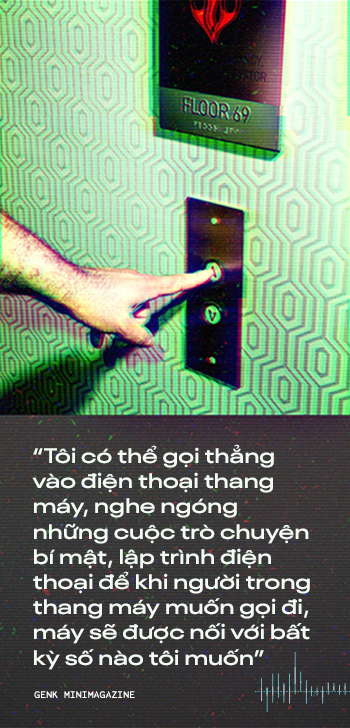 FLOOR 69
“Tôi có thể gọi thẳng
vào điện thoại thang
máy, nghe ngóng
những cuộc trò chuyện
bí mật, lập trình điện
thoại để khi người trong
thang máy muốn gọi đi,
máy sẽ được nối với bất
kỳ số nào tôi muốn”
GENK MINIMAGAZINE